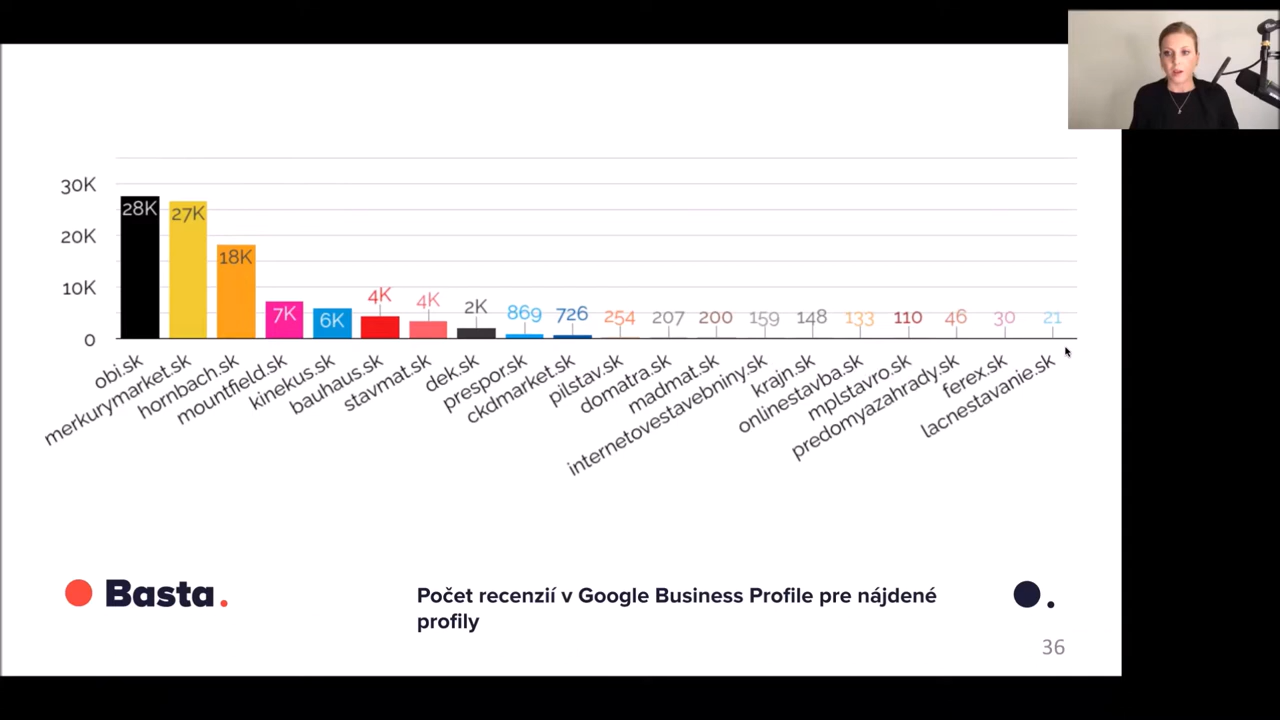 30K
20K
10K
0
28K
27K
18K
7K
6K
4K
4K
2K
869
726
254
207
200
159
148
133
110
46
30
21
obi.sk
merkurymarket.sk
hornbach.sk
mountfield.sk
kinekus.sk
bauhaus.sk
stavmat.sk
dek.sk
prespor.sk
ckdmarket.sk
pilstav.sk
domatra.sk
madmat.sk
internetovestavebniny.sk
krajn.sk
onlinestavba.sk
mplstavro.sk
predomyazahrady.sk
ferex.sk
lacnestavanie.sk
Basta.
Počet recenzií v Google Business Profile pre nájdené
profily
36